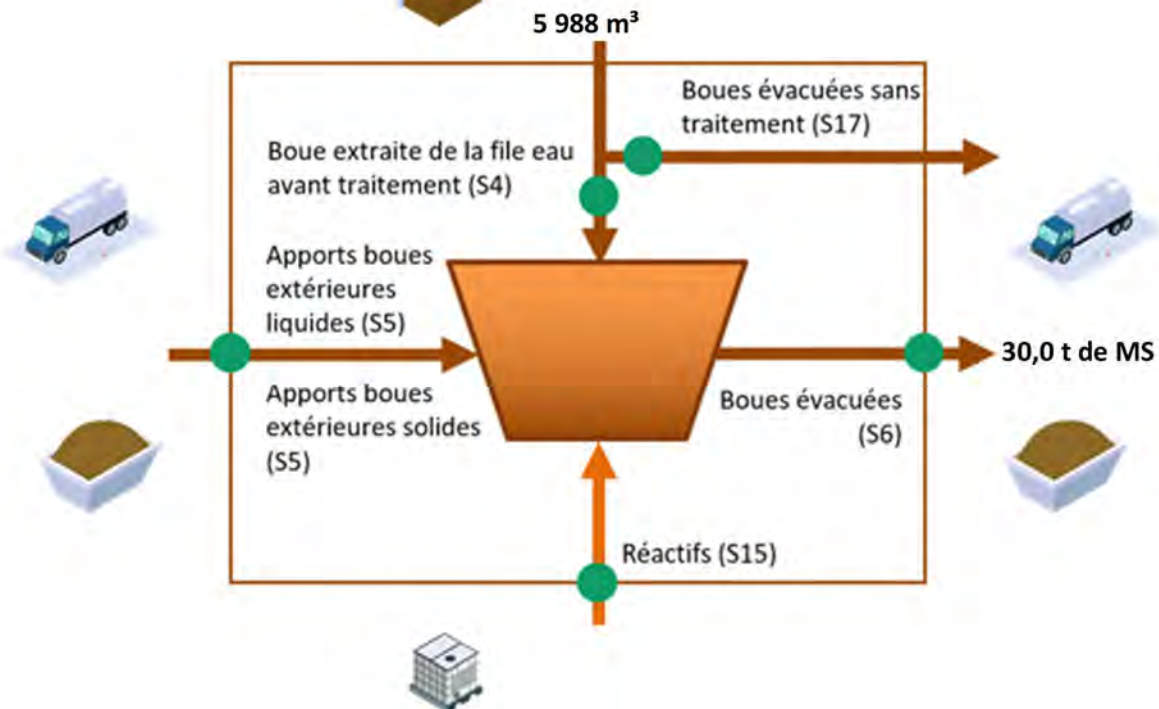 5 988 m³
Boues évacuées sans
traitement (S17)
Boue extraite de la file eau
avant traitement (S4)
Apports boues
extérieures
liquides (S5)
30,0 t de MS
Apports boues
extérieures solides
(S5)
Boues évacuées
(S6)
Réactifs (S15)